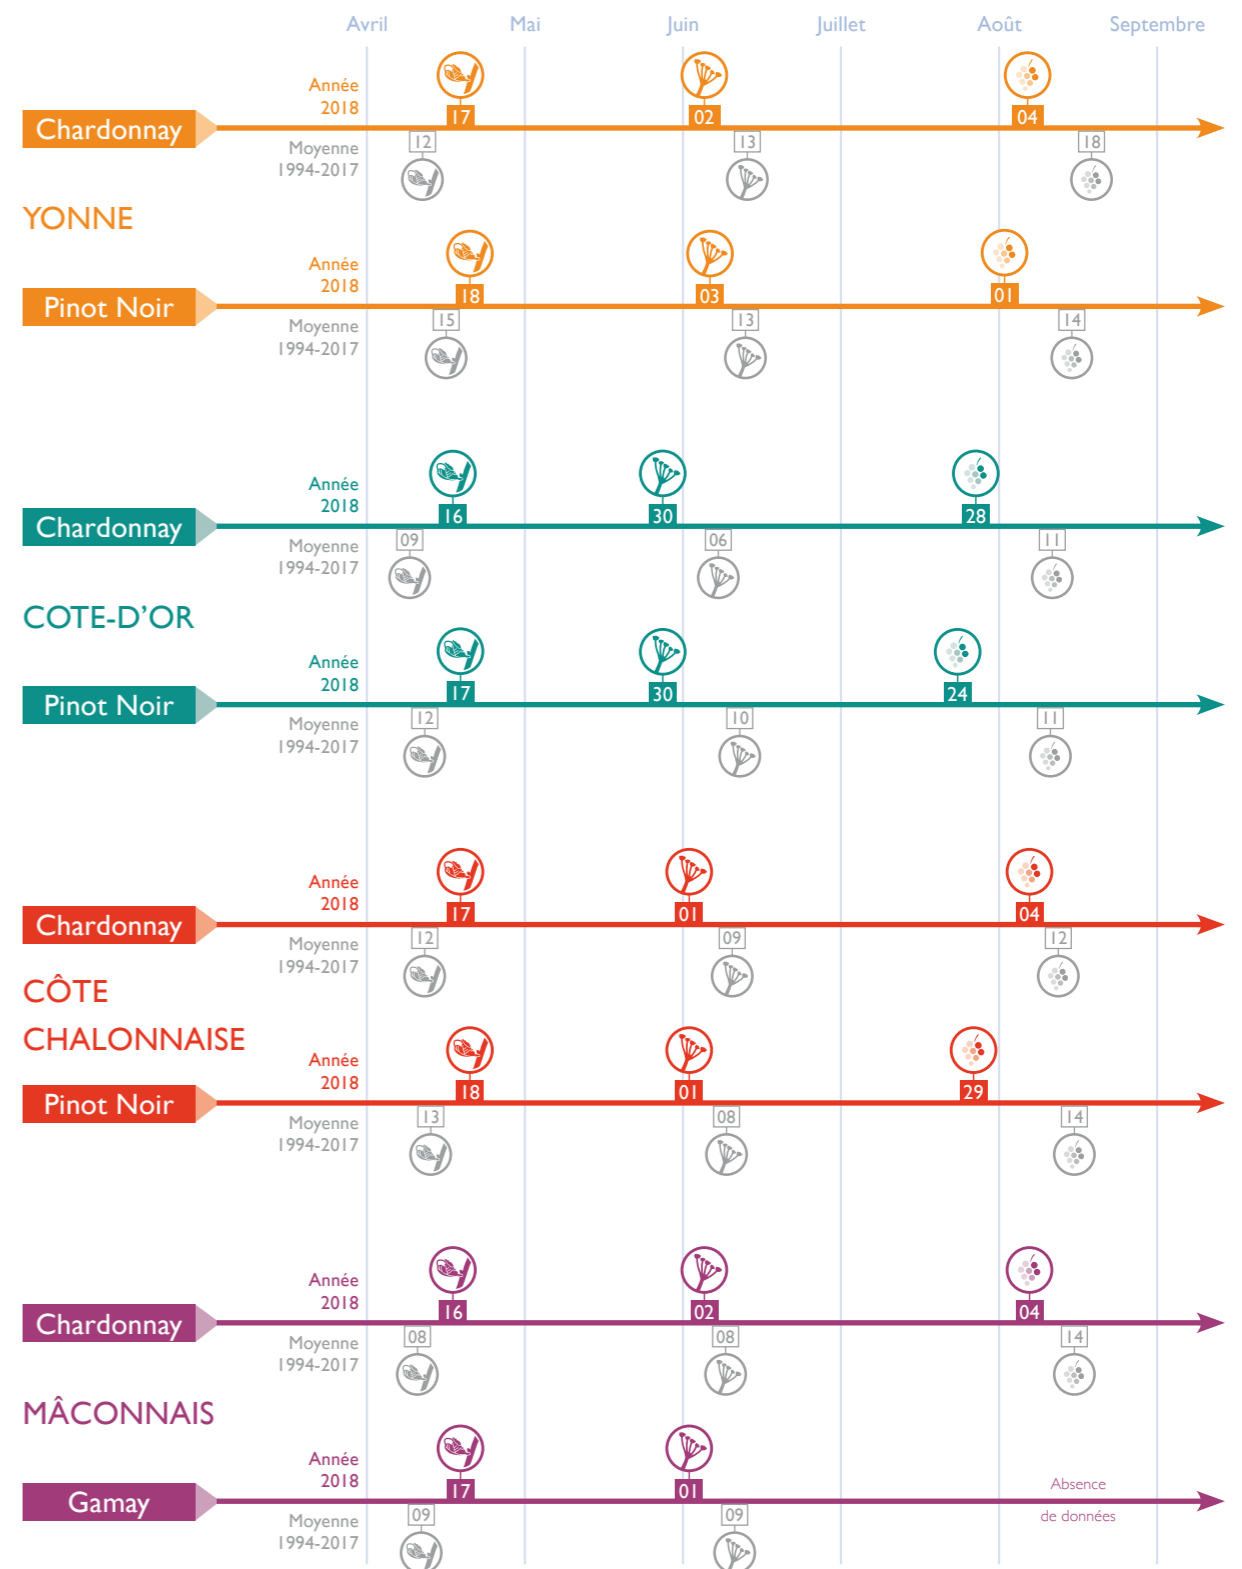 Avril Mai Juin Juillet Août Septembre
Année
2018
17 02 04
Chardonnay
Moyenne
1994-2017
12 13 18
YONNE
Année
2018
18 03 01
Pinot Noir
Moyenne
1994-2017
15 13 14
Année
2018
16 30 28
Chardonnay
Moyenne
1994-2017
09 06 11
COTE-D'OR
Année
2018
17 30 24
Pinot Noir
Moyenne
1994-2017
12 10 11
Année
2018
17 01 04
Chardonnay
Moyenne
1994-2017
12 09 12
CÔTE
CHALONNAISE
Année
2018
18 01 29
Pinot Noir
Moyenne
1994-2017
13 08 14
Année
2018
16 02 04
Chardonnay
Moyenne
1994-2017
08 08 14
MÂCONNAIS
Année
2018
17 01
Gamay
Absence
de données
Moyenne
1994-2017
09 09